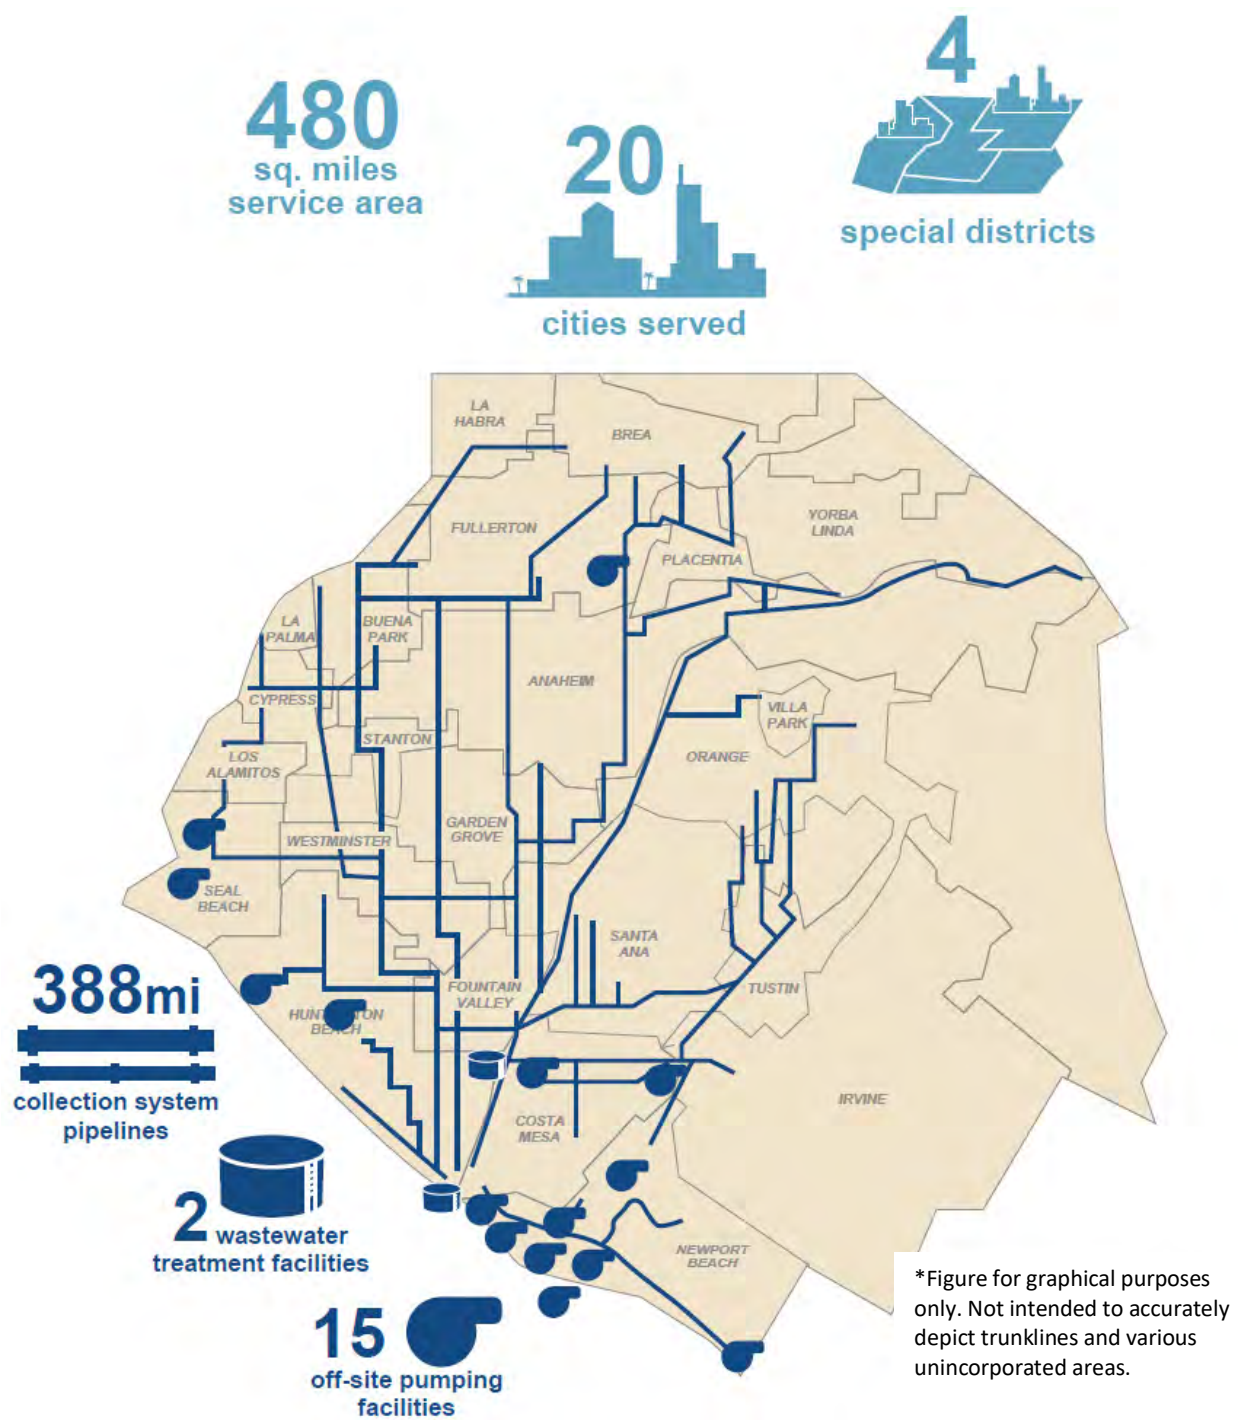 4
480
sq. miles
service area
20
special districts
cities served
LA
HABRA
BREA
YORBA
LINDA
FULLERTON
PLACENTIA
LA
PALMA
BUENA
PARK
ANAHEIM
CYPRESS
VILLA
PARK
STANTON
ORANGE
LOS
ALAMITOS
GARDEN
GROVE
WESTMINSTER
SEAL
BEACH
SANTA
ANA
388mi
FOUNTAIN
VALLEY
TUSTIN
BEACH
collection system
pipelines
IRVINE
COSTA
MESA
2 wastewater
treatment facilities
NEWPORT
BEACH
*Figure for graphical purposes
only. Not intended to accurately
depict trunklines and various
unincorporated areas.
15
off-site pumping
facilities